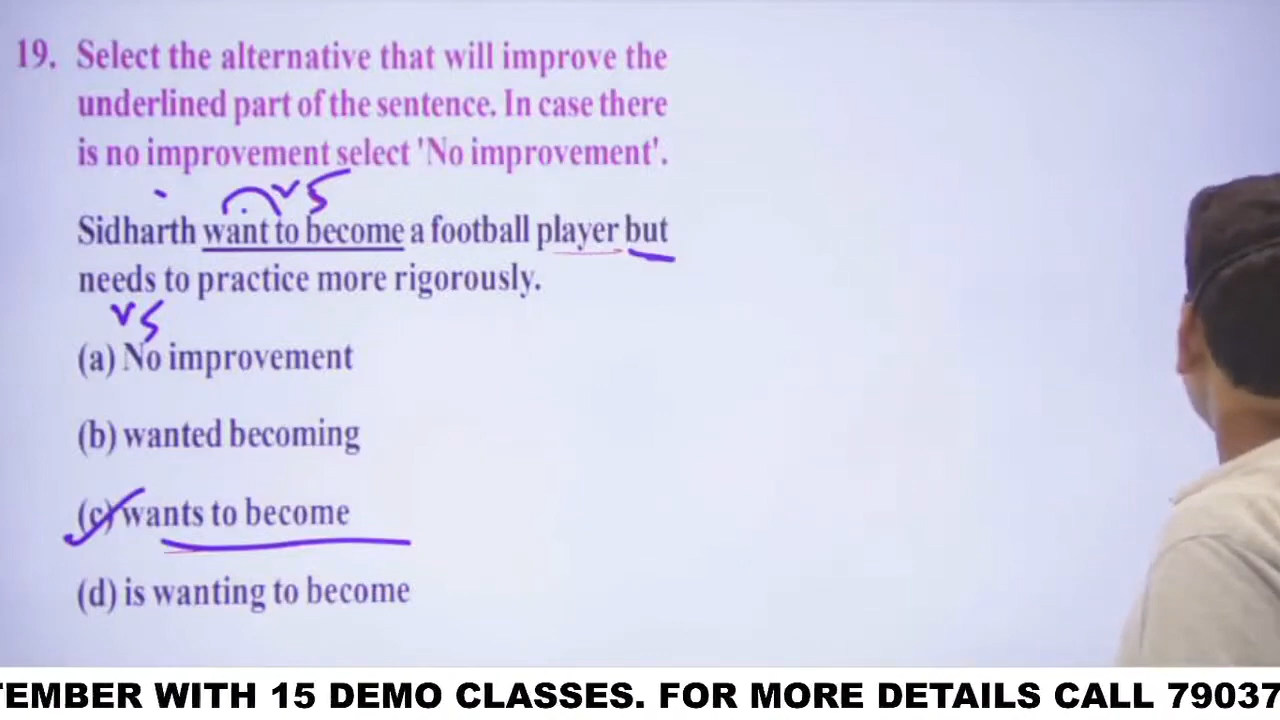 19. Select the alternative that will improve the
underlined part of the sentence. In case there
is no improvement select 'No improvement'.
V5
Sidharth want to become a football player but
needs to practice more rigorously.
V5
(a) No improvement
(b) wanted becoming
(c) wants to become
(d) is wanting to become
TEMBER WITH 15 DEMO CLASSES. FOR MORE DETAILS CALL 79037